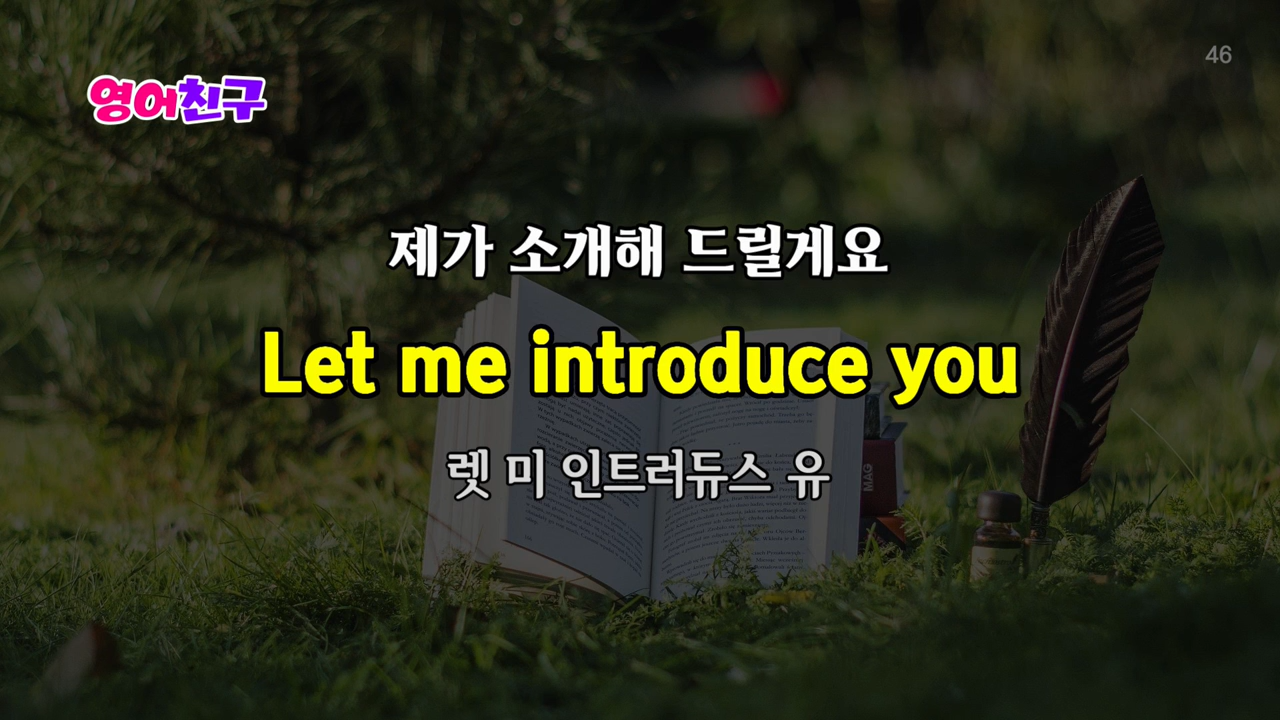 46
영어친구
제가 소개해 드릴게요
Let me introduce you
렛 미 인트러듀스 유
MAG